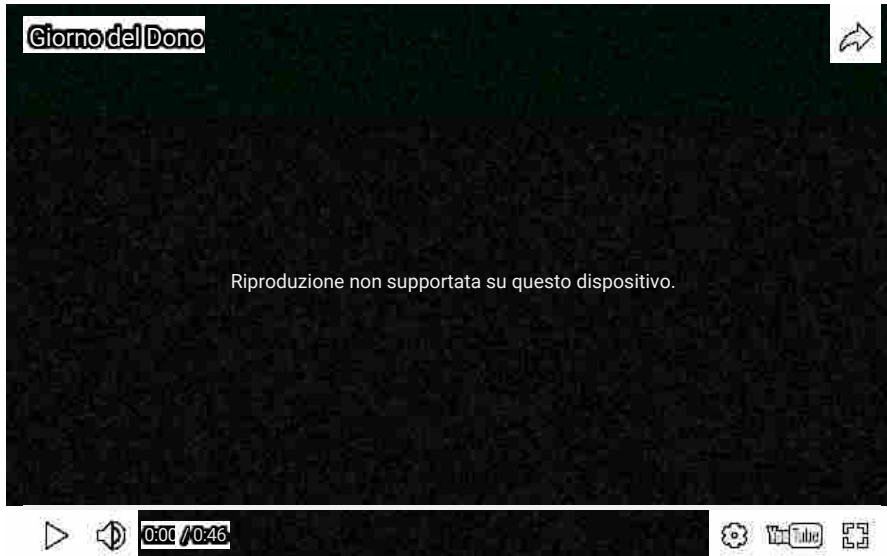 Giorno del Dono
Riproduzione non supportata su questo dispositivo.
0:00 / 0:46
YouTube